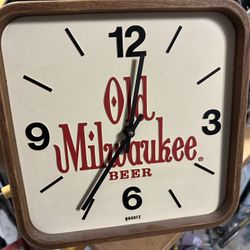 12
Old
9 3
Milwaukee®
BEER
6
QUARTZ